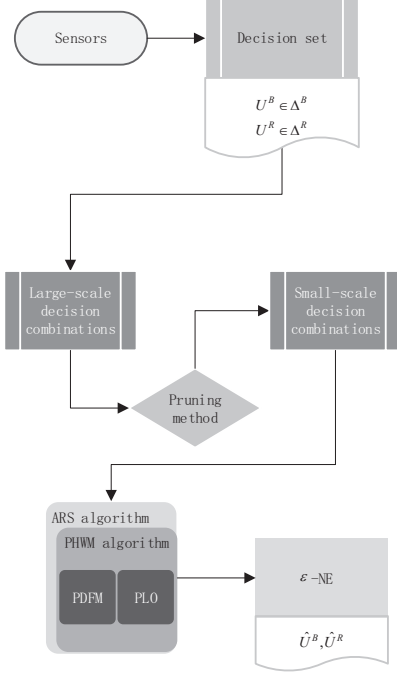 Sensors
Decision set
U^B ∈ Δ^B
U^R ∈ Δ^R
Large-scale
decision
combinations
Small-scale
decision
combinations
Pruning
method
ARS algorithm
PHWM algorithm
PDFM
PLO
ε-NE
Û^B, Û^R